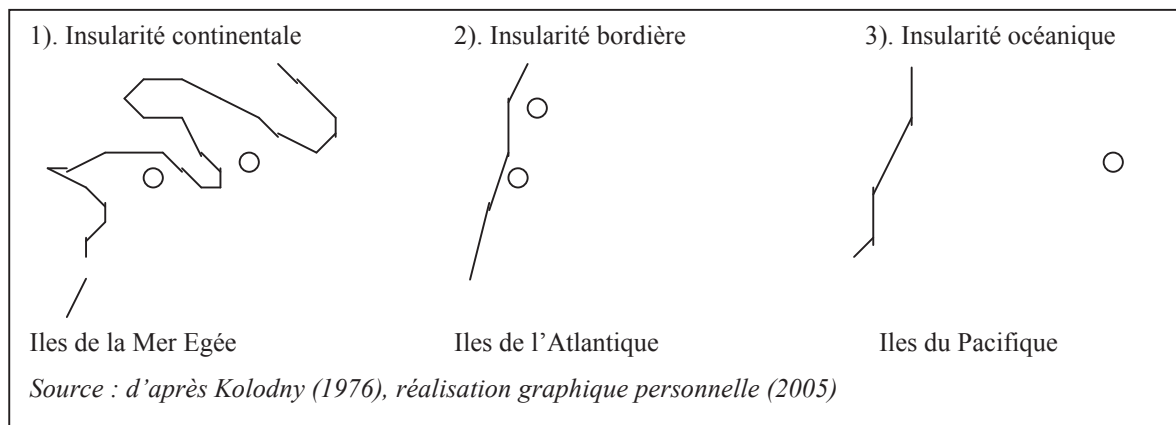 1). Insularité continentale
2). Insularité bordière
3). Insularité océanique
Iles de la Mer Egée
Iles de l’Atlantique
Iles du Pacifique
Source : d’après Kolodny (1976), réalisation graphique personnelle (2005)